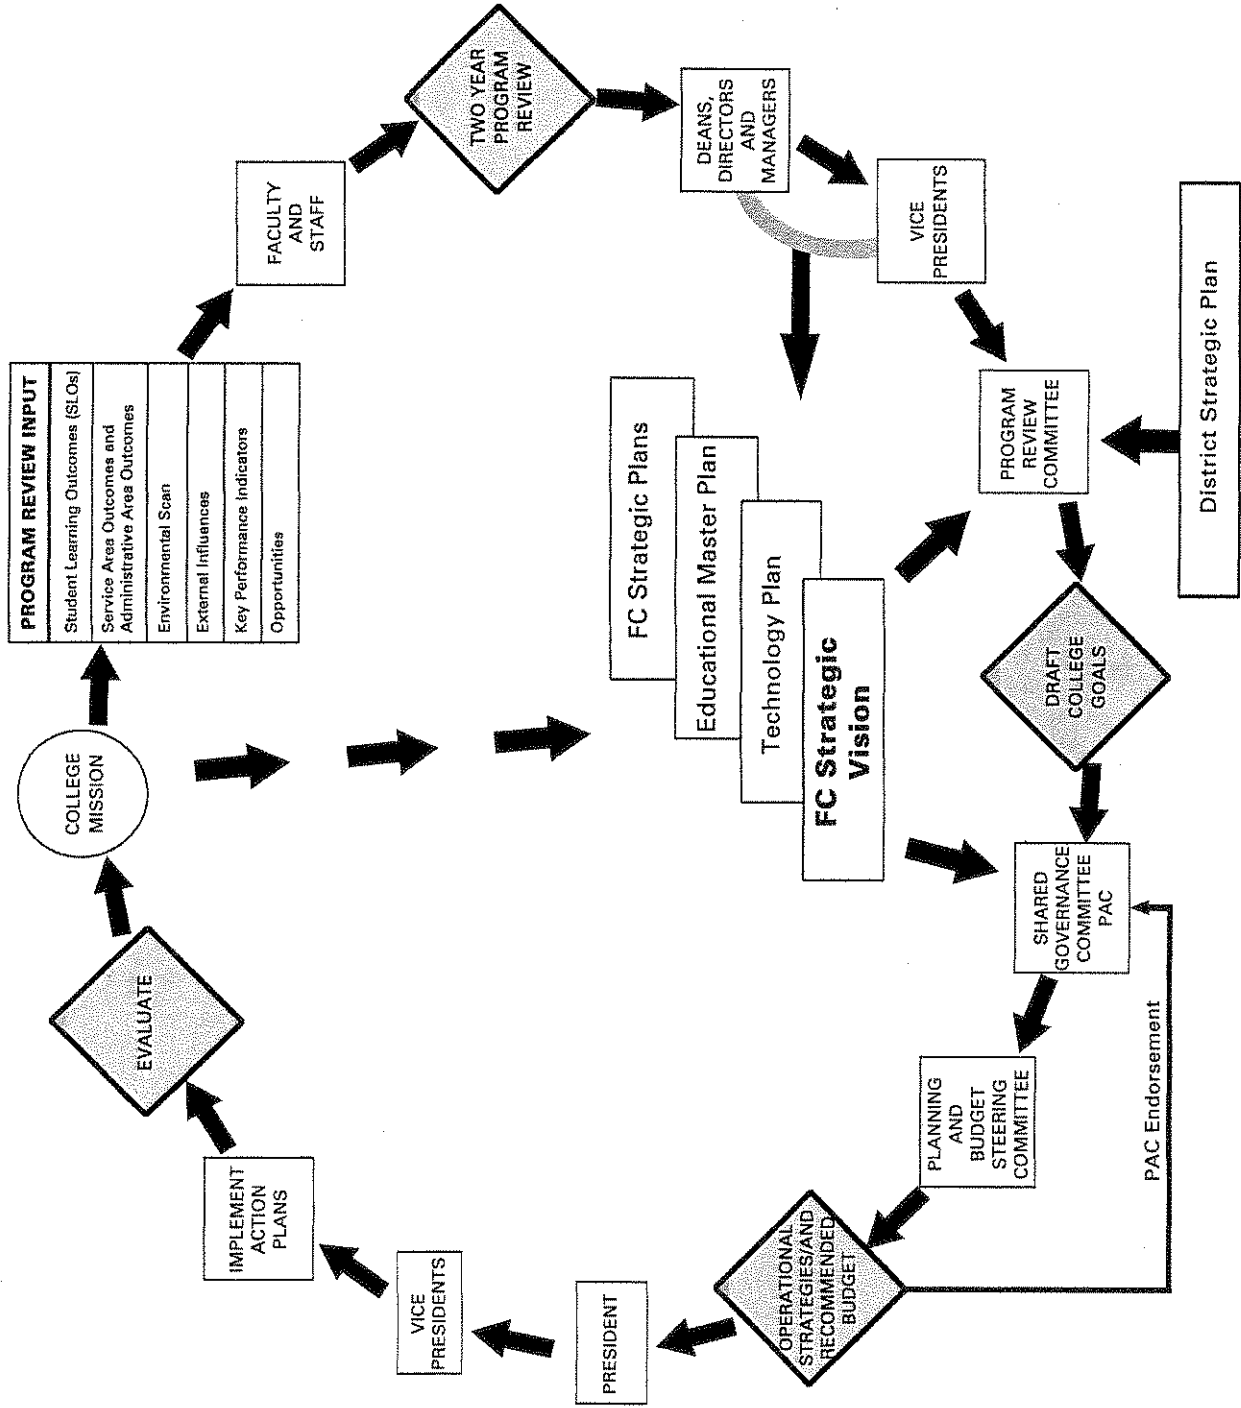 COLLEGE
MISSION
PROGRAM REVIEW INPUT
Student Learning Outcomes (SLOs)
Service Area Outcomes and
Administrative Area Outcomes
Environmental Scan
External Influences
Key Performance Indicators
Opportunities
FACULTY
AND
STAFF
TWO YEAR
PROGRAM
REVIEW
DEANS,
DIRECTORS
AND
MANAGERS
VICE
PRESIDENTS
PROGRAM
REVIEW
COMMITTEE
District Strategic Plan
FC Strategic Plans
Educational Master Plan
Technology Plan
FC Strategic
Vision
DRAFT
COLLEGE
GOALS
SHARED
GOVERNANCE
COMMITTEE
PAC
PLANNING
AND
BUDGET
STEERING
COMMITTEE
OPERATIONAL
STRATEGIES/AND
RECOMMENDED
BUDGET
PAC Endorsement
PRESIDENT
VICE
PRESIDENTS
IMPLEMENT
ACTION
PLANS
EVALUATE